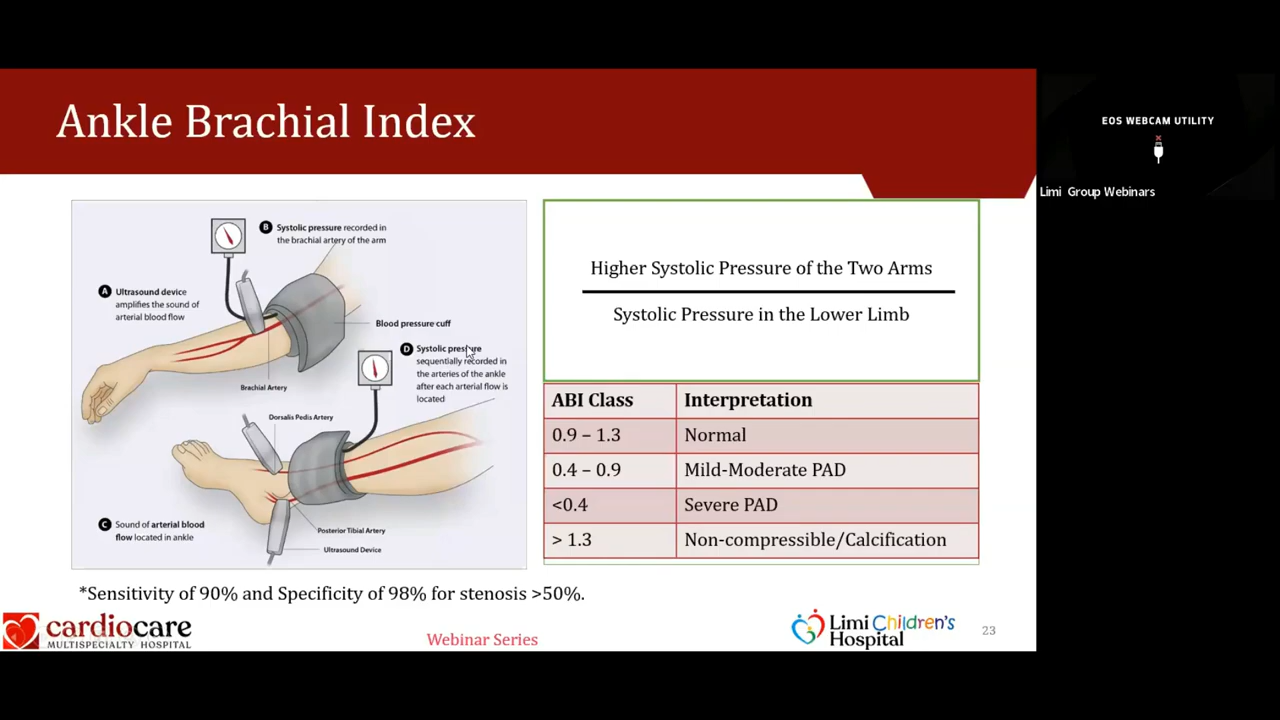 Ankle Brachial Index
EOS WEBCAM UTILITY
Limi Group Webinars
B Systolic pressure recorded in
the brachial artery of the arm
A Ultrasound device
amplifies the sound of
arterial blood flow
Blood pressure cuff
D Systolic pressure
sequentially recorded in
the arteries of the ankle
after each arterial flow is
located
Brachial Artery
Dorsalis Pedis Artery
C Sound of arterial blood
flow located in ankle
Posterior Tibial Artery
Ultrasound Device
Higher Systolic Pressure of the Two Arms
Systolic Pressure in the Lower Limb
ABI Class Interpretation
0.9 – 1.3 Normal
0.4 – 0.9 Mild-Moderate PAD
<0.4 Severe PAD
> 1.3 Non-compressible/Calcification
*Sensitivity of 90% and Specificity of 98% for stenosis >50%.
cardiocare
MULTISPECIALTY HOSPITAL
Webinar Series
Limi Children's
Hospital
23